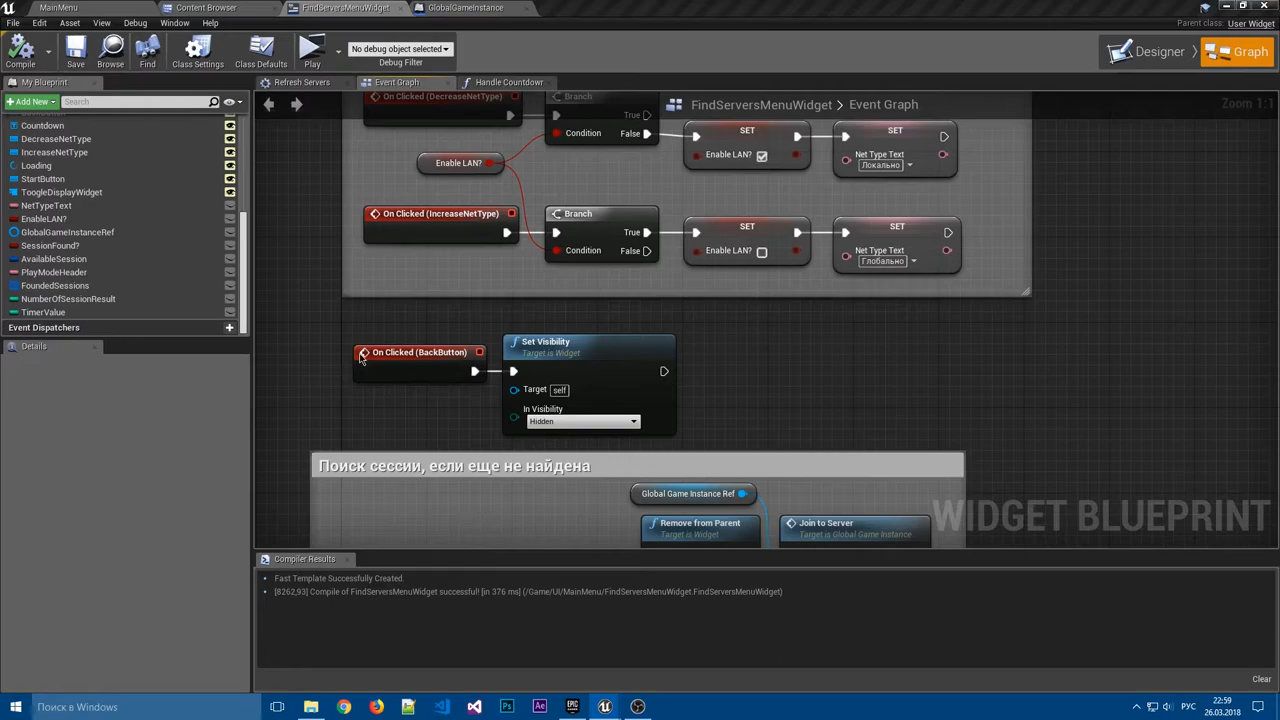 MainMenu
Content Browser
FindServersMenuWidget
GlobalGameInstance
File
Edit
Asset
View
Debug
Window
Help
Parent class: User Widget
Compile
Save
Browse
Find
Class Settings
Class Defaults
Play
No debug object selected
Debug Filter
Designer
Graph
My Blueprint
Refresh Servers
Event Graph
Handle Countdown
Add New
Search
FindServersMenuWidget > Event Graph
Zoom 1:1
Countdown
DecreaseNetType
IncreaseNetType
Loading
StartButton
ToogleDisplayWidget
NetTypeText
EnableLAN?
GlobalGameInstanceRef
SessionFound?
AvailableSession
PlayModeHeader
FoundedSessions
NumberOfSessionResult
TimerValue
Event Dispatchers
Details
On Clicked (DecreaseNetType)
Branch
True
Condition
False
SET
Enable LAN?
SET
Net Type Text
Локально
Enable LAN?
On Clicked (IncreaseNetType)
Branch
True
Condition
False
SET
Enable LAN?
SET
Net Type Text
Глобально
On Clicked (BackButton)
Set Visibility
Target is Widget
Target self
In Visibility
Hidden
Поиск сессии, если еще не найдена
Global Game Instance Ref
Remove from Parent
Target is Widget
Join to Server
Target is Global Game Instance
WIDGET BLUEPRINT
Compiler Results
Fast Template Successfully Created.
[8262,93] Compile of FindServersMenuWidget successful! [in 376 ms] (/Game/UI/MainMenu/FindServersMenuWidget.FindServersMenuWidget)
Clear
Поиск в Windows
РУС
22:59
26.03.2018